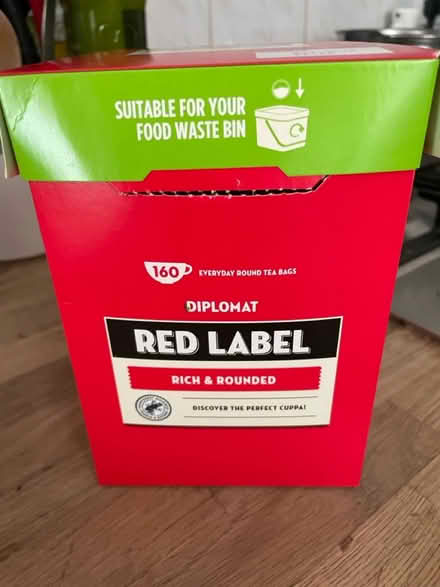 SUITABLE FOR YOUR
FOOD WASTE BIN
160 EVERYDAY ROUND TEA BAGS
DIPLOMAT
RED LABEL
RICH & ROUNDED
DISCOVER THE PERFECT CUPPA!